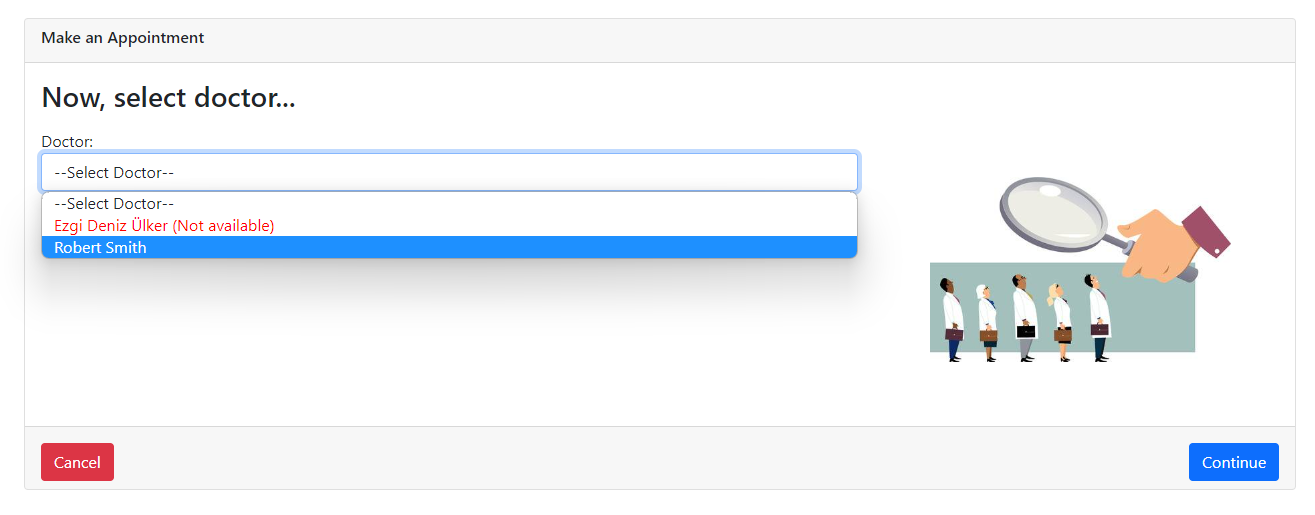 Make an Appointment
Now, select doctor...
Doctor:
--Select Doctor--
--Select Doctor--
Ezgi Deniz Ülker (Not available)
Robert Smith
Cancel
Continue